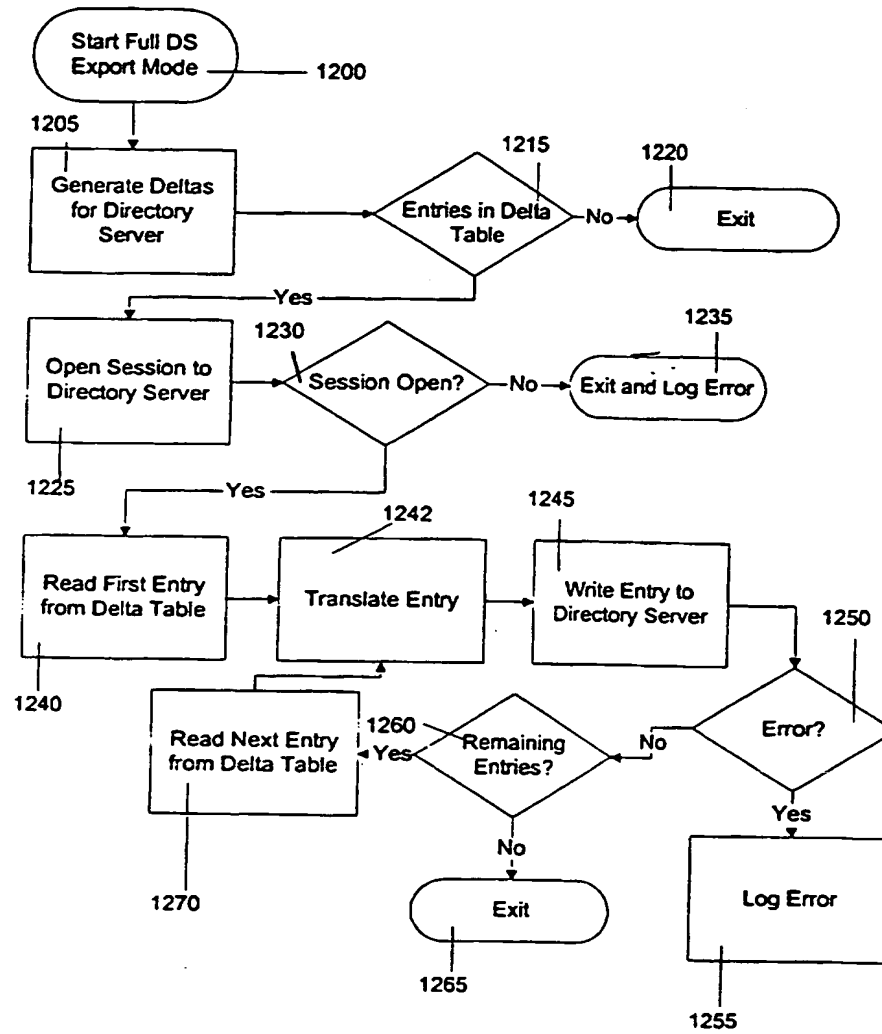 Start Full DS
Export Mode
1200
1205
Generate Deltas
for Directory
Server
1215
Entries in Delta
Table
No
1220
Exit
Yes
Open Session to
Directory Server
1225
1230
Session Open?
No
1235
Exit and Log Error
Yes
Read First Entry
from Delta Table
1240
1242
Translate Entry
1245
Write Entry to
Directory Server
1250
Error?
No
Yes
1260
Remaining
Entries?
Yes
Read Next Entry
from Delta Table
1270
No
Exit
1265
Log Error
1255